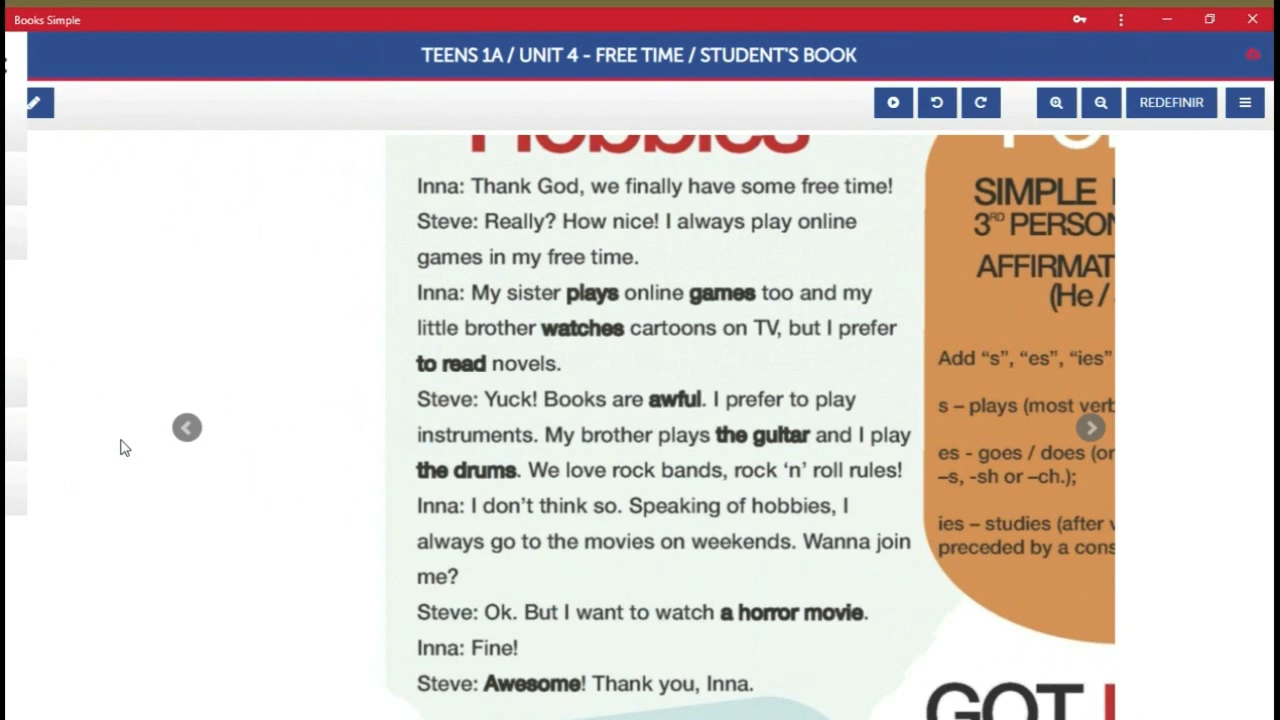 Books Simple
TEENS 1A / UNIT 4 - FREE TIME / STUDENT'S BOOK
REDEFINIR
Hobbies
Inna: Thank God, we finally have some free time!
Steve: Really? How nice! I always play online
games in my free time.
Inna: My sister plays online games too and my
little brother watches cartoons on TV, but I prefer
to read novels.
Steve: Yuck! Books are awful. I prefer to play
instruments. My brother plays the guitar and I play
the drums. We love rock bands, rock ‘n’ roll rules!
Inna: I don’t think so. Speaking of hobbies, I
always go to the movies on weekends. Wanna join
me?
Steve: Ok. But I want to watch a horror movie.
Inna: Fine!
Steve: Awesome! Thank you, Inna.
SIMPLE
3RD PERSON
AFFIRMAT
(He /
Add “s”, “es”, “ies”
s – plays (most verb
es - goes / does (or
–s, -sh or –ch.);
ies – studies (after v
preceded by a cons
GOT